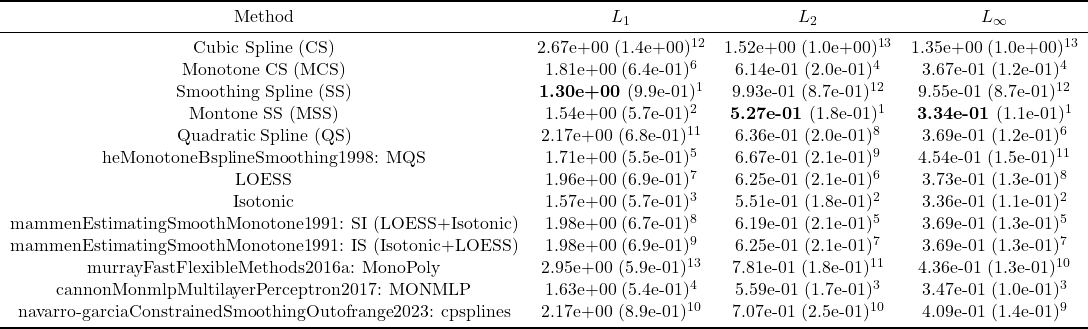 Method L₁ L₂ L∞
Cubic Spline (CS) 2.67e+00 (1.4e+00)¹² 1.52e+00 (1.0e+00)¹³ 1.35e+00 (1.0e+00)¹³
Monotone CS (MCS) 1.81e+00 (6.4e-01)⁶ 6.14e-01 (2.0e-01)⁴ 3.67e-01 (1.2e-01)⁴
Smoothing Spline (SS) 1.30e+00 (9.9e-01)¹ 9.93e-01 (8.7e-01)¹² 9.55e-01 (8.7e-01)¹²
Montone SS (MSS) 1.54e+00 (5.7e-01)² 5.27e-01 (1.8e-01)¹ 3.34e-01 (1.1e-01)¹
Quadratic Spline (QS) 2.17e+00 (6.8e-01)¹¹ 6.36e-01 (2.0e-01)⁸ 3.69e-01 (1.2e-01)⁶
heMonotoneBsplineSmoothing1998: MQS 1.71e+00 (5.5e-01)⁵ 6.67e-01 (2.1e-01)⁹ 4.54e-01 (1.5e-01)¹¹
LOESS 1.96e+00 (6.9e-01)⁷ 6.25e-01 (2.1e-01)⁶ 3.73e-01 (1.3e-01)⁸
Isotonic 1.57e+00 (5.7e-01)³ 5.51e-01 (1.8e-01)² 3.36e-01 (1.1e-01)²
mammenEstimatingSmoothMonotone1991: SI (LOESS+Isotonic) 1.98e+00 (6.7e-01)⁸ 6.19e-01 (2.1e-01)⁵ 3.69e-01 (1.3e-01)⁵
mammenEstimatingSmoothMonotone1991: IS (Isotonic+LOESS) 1.98e+00 (6.9e-01)⁹ 6.25e-01 (2.1e-01)⁷ 3.69e-01 (1.3e-01)⁷
murrayFastFlexibleMethods2016a: MonoPoly 2.95e+00 (5.9e-01)¹³ 7.81e-01 (1.8e-01)¹¹ 4.36e-01 (1.3e-01)¹⁰
cannonMonmlpMultilayerPerceptron2017: MONMLP 1.63e+00 (5.4e-01)⁴ 5.59e-01 (1.7e-01)³ 3.47e-01 (1.0e-01)³
navarro-garciaConstrainedSmoothingOutofrange2023: cpsplines 2.17e+00 (8.9e-01)¹⁰ 7.07e-01 (2.5e-01)¹⁰ 4.09e-01 (1.4e-01)⁹